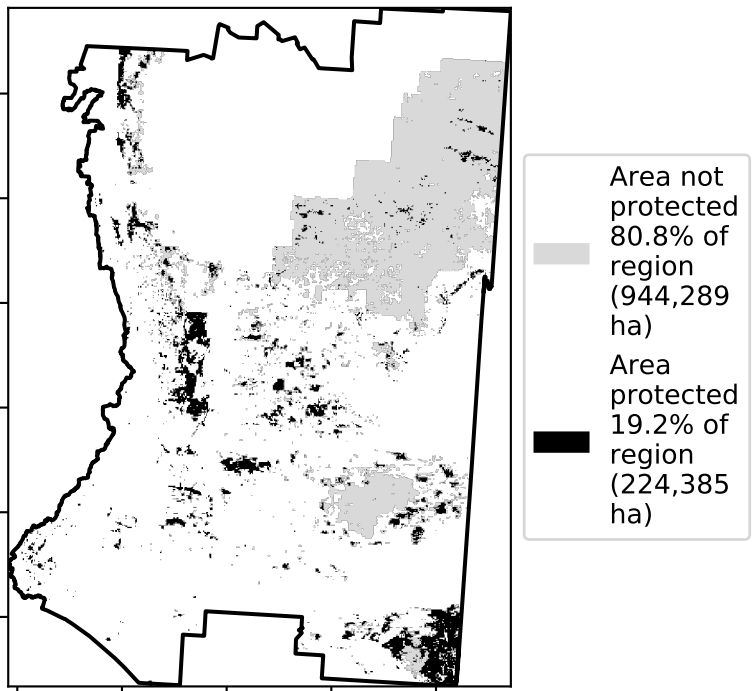 Area not
protected
80.8% of
region
(944,289
ha)
Area
protected
19.2% of
region
(224,385
ha)